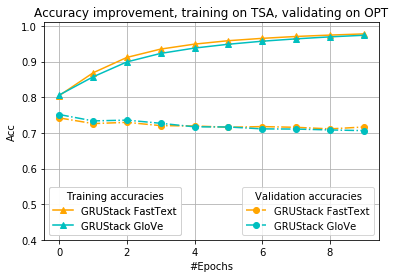 Accuracy improvement, training on TSA, validating on OPT
1.0
0.9
0.8
0.7
0.6
0.5
0.4
Acc
Training accuracies
GRUStack FastText
GRUStack GloVe
Validation accuracies
GRUStack FastText
GRUStack GloVe
0 2 4 6 8
#Epochs